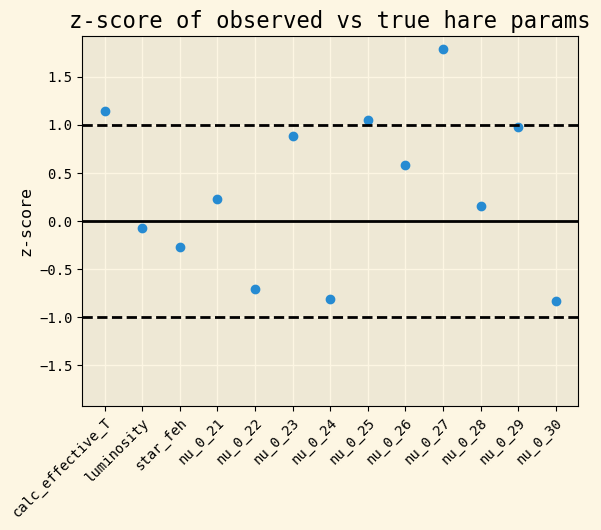 z-score of observed vs true hare params
z-score
1.5
1.0
0.5
0.0
−0.5
−1.0
−1.5
calc_effective_T
luminosity
star_feh
nu_0_21
nu_0_22
nu_0_23
nu_0_24
nu_0_25
nu_0_26
nu_0_27
nu_0_28
nu_0_29
nu_0_30